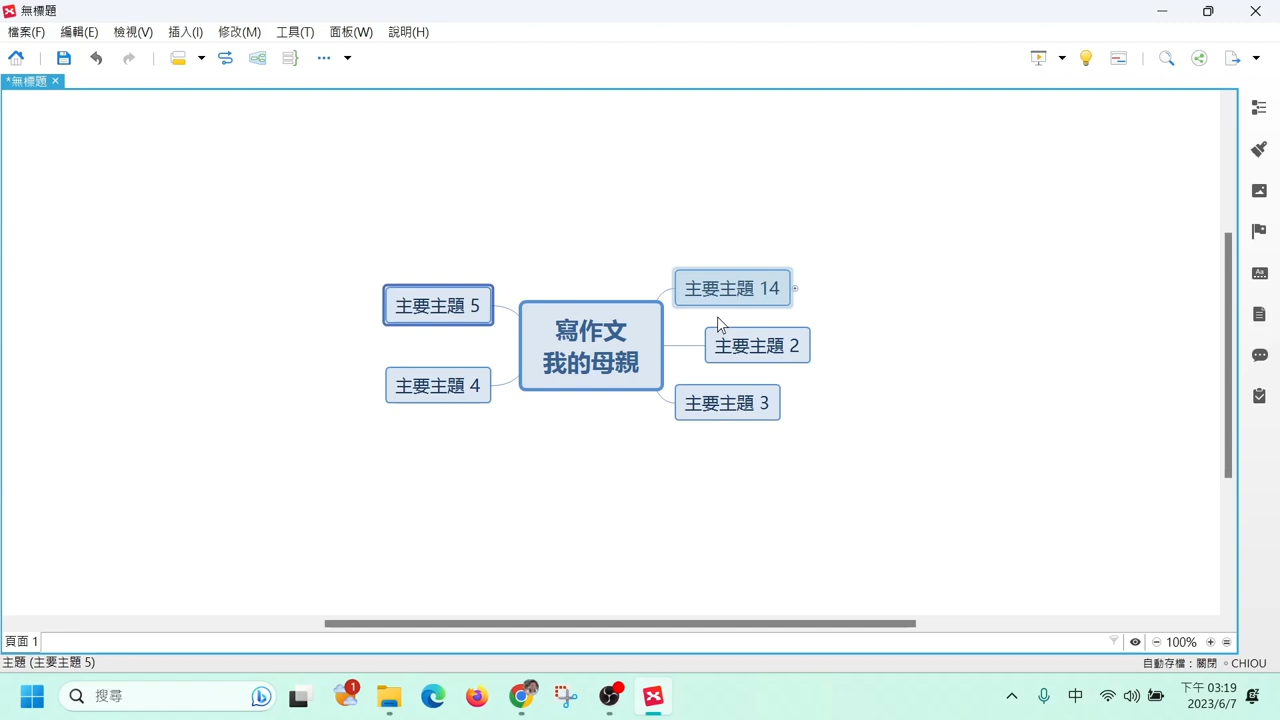 無標題
檔案(F) 編輯(E) 檢視(V) 插入(I) 修改(M) 工具(T) 面板(W) 說明(H)
*無標題
主要主題 14
主要主題 5
寫作文
我的母親
主要主題 2
主要主題 4
主要主題 3
頁面 1
100%
主題 (主要主題 5)
自動存檔：關閉 CHIOU
搜尋
1
中
下午 03:19
2023/6/7